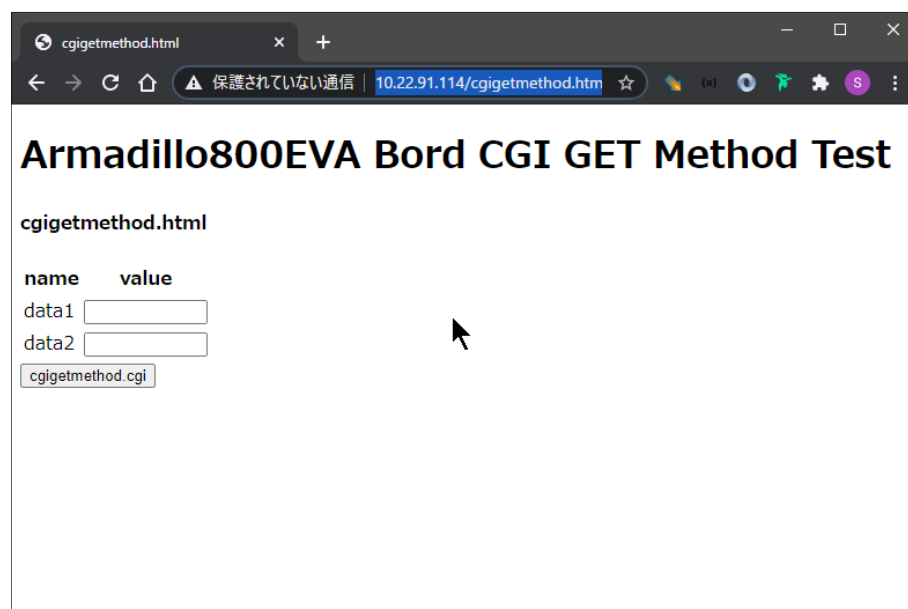 cgigetmethod.html
保護されていない通信 | 10.22.91.114/cgigetmethod.htm
S
Armadillo800EVA Bord CGI GET Method Test
cgigetmethod.html
name value
data1
data2
cgigetmethod.cgi